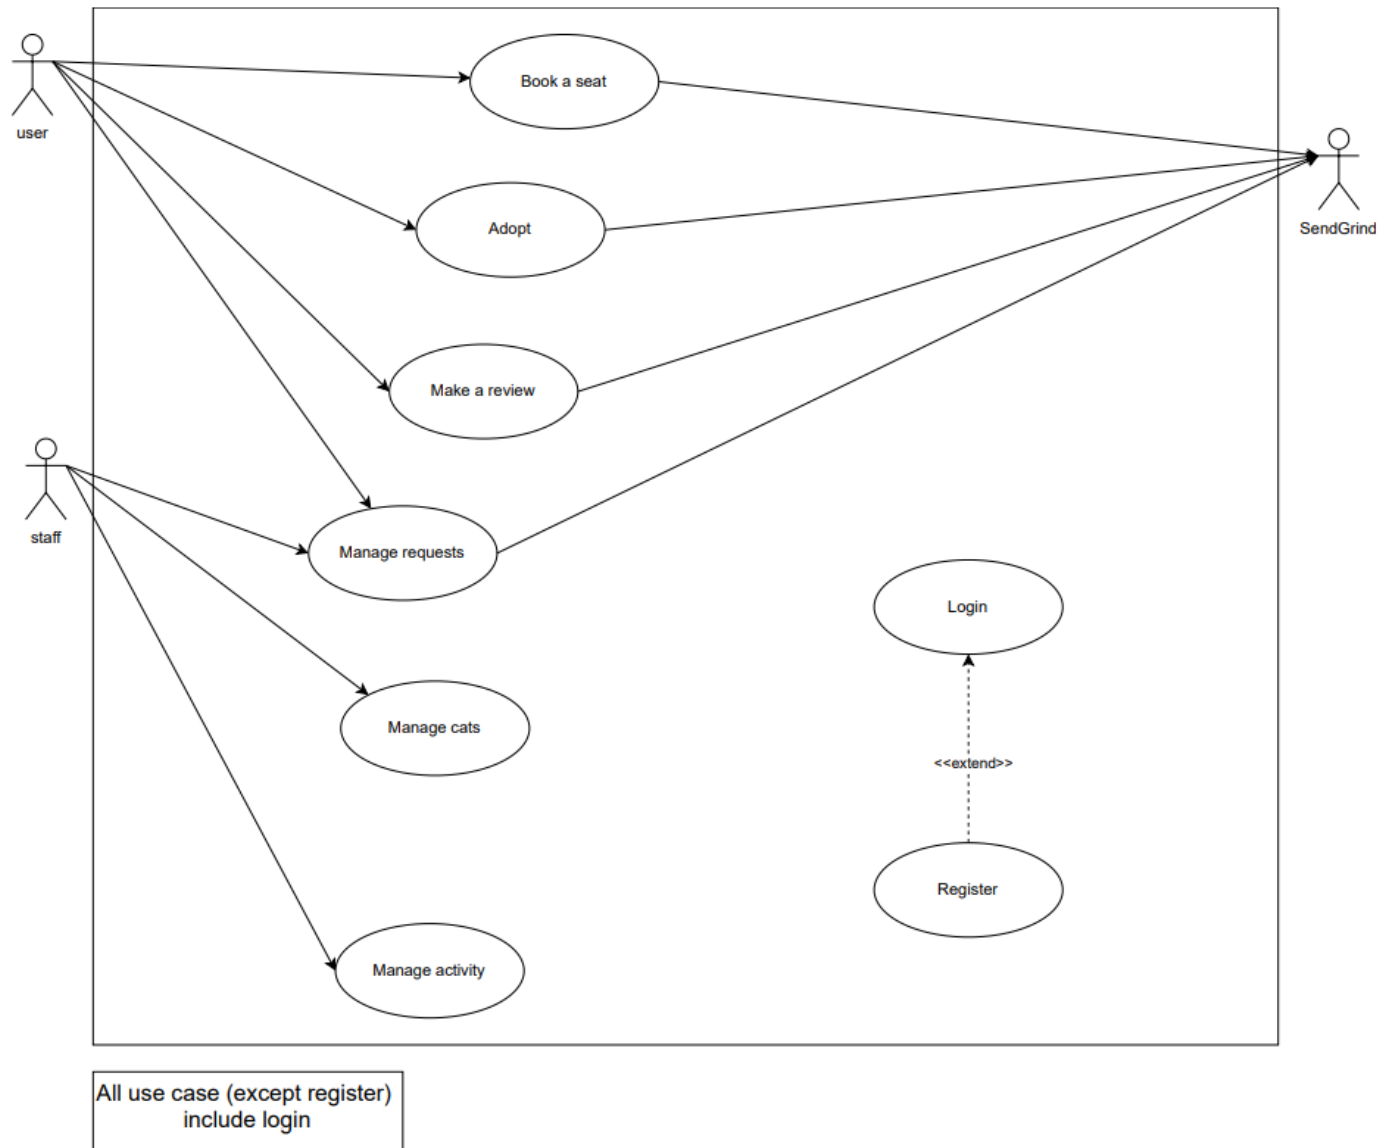 user
Book a seat
SendGrind
Adopt
Make a review
staff
Manage requests
Login
Manage cats
<<extend>>
Register
Manage activity
All use case (except register)
include login